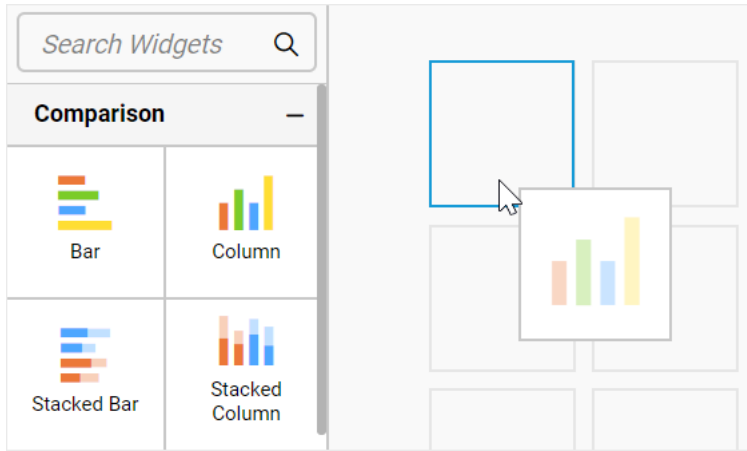 Search Widgets
Comparison
Bar
Column
Stacked Bar
Stacked
Column